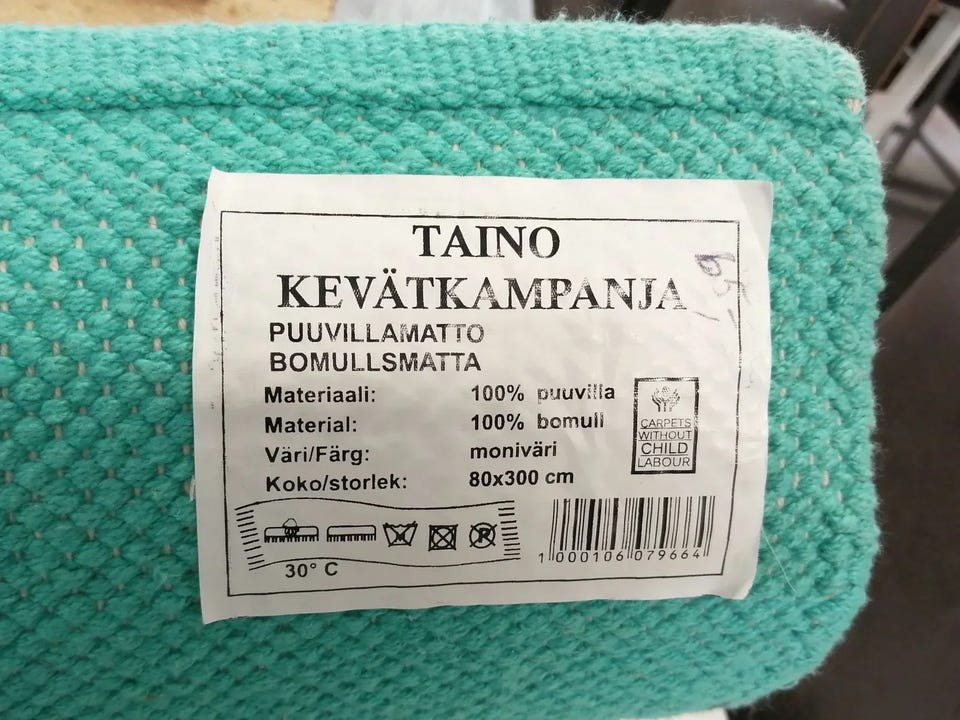 TAINO
KEVÄTKAMPANJA
PUUVILLAMATTO
BOMULLSMATTA
Materiaali: 100% puuvilla
Material: 100% bomull
Väri/Färg: moniväri
Koko/storlek: 80x300 cm
CARPETS
WITHOUT
CHILD
LABOUR
P
30° C
1 000106 079664